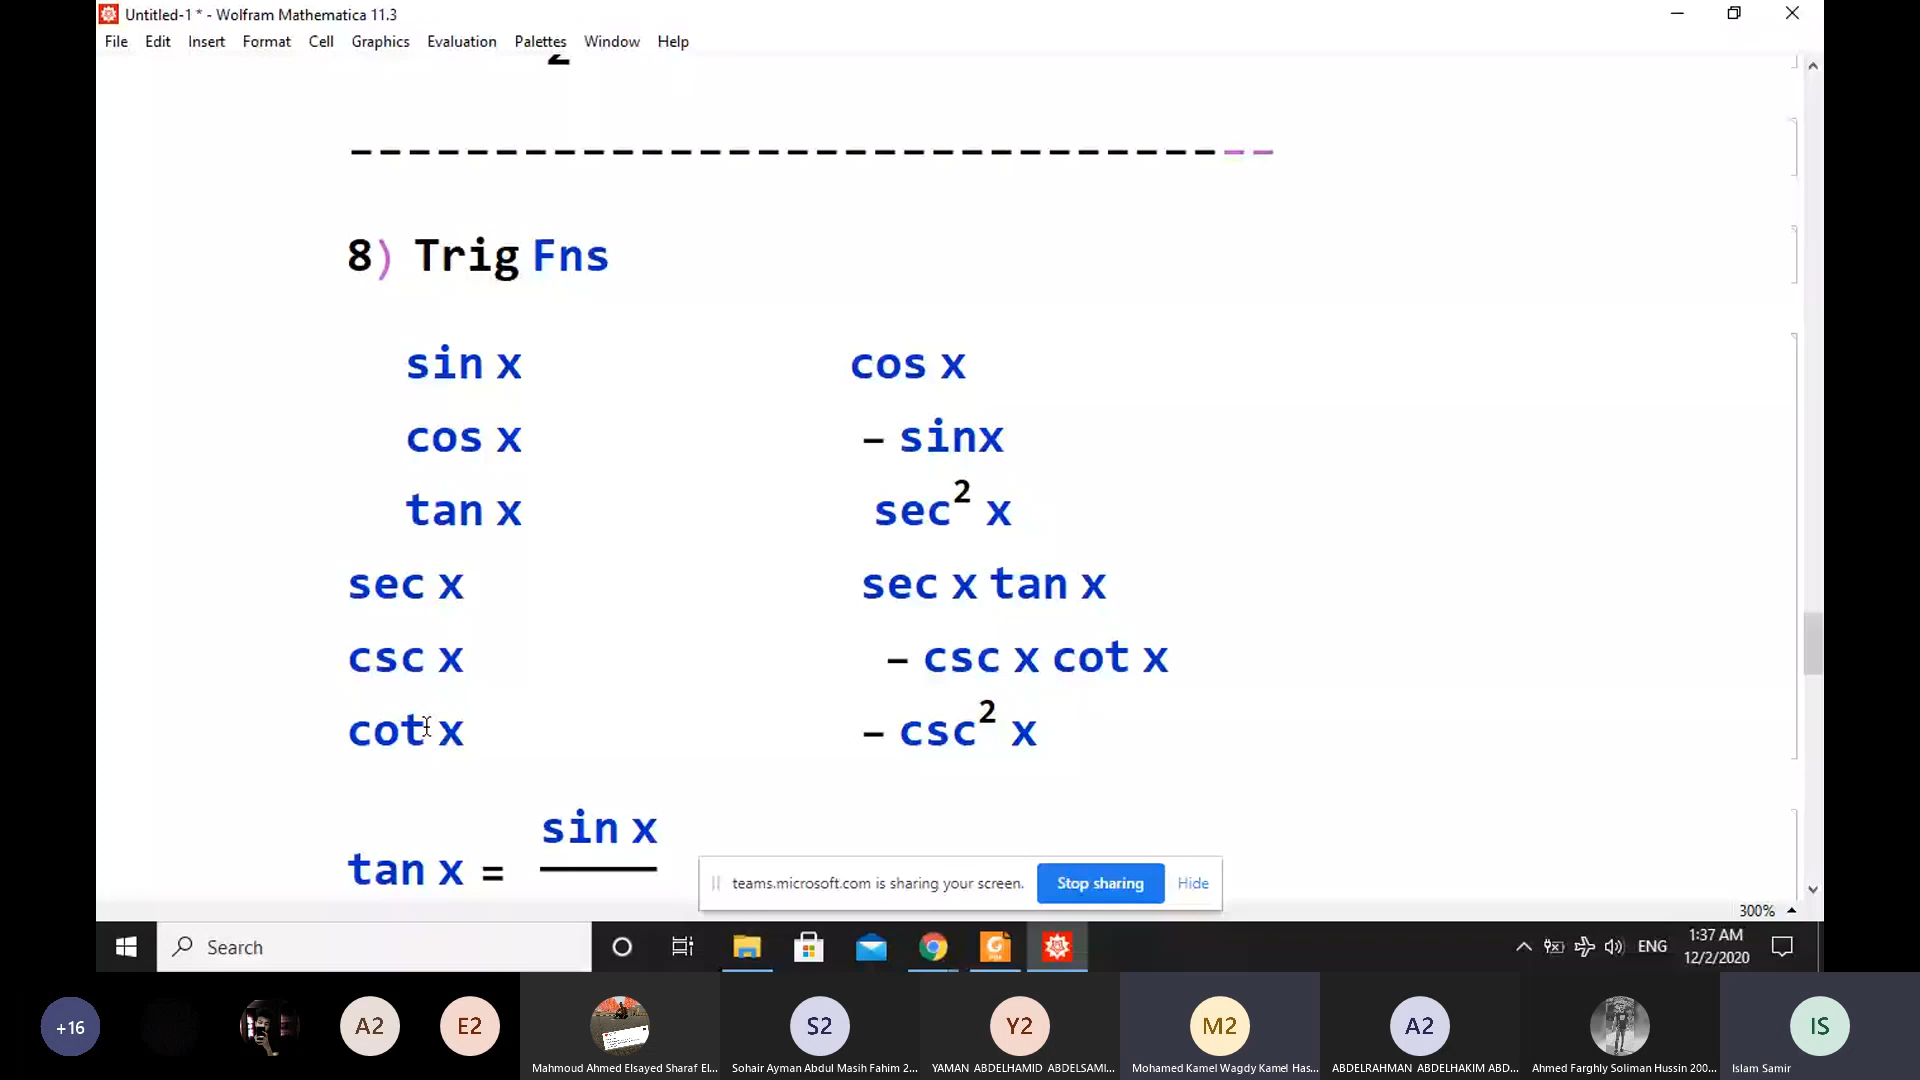 Untitled-1 * - Wolfram Mathematica 11.3
File Edit Insert Format Cell Graphics Evaluation Palettes Window Help
2
--------------------------------
8) Trig Fns
sin x cos x
cos x - sinx
tan x sec² x
sec x sec x tan x
csc x - csc x cot x
cot x - csc² x
sin x
tan x =
teams.microsoft.com is sharing your screen. Stop sharing Hide
300%
Search
ENG
1:37 AM
12/2/2020
+16 A2 E2 S2 Y2 M2 A2 IS
Mahmoud Ahmed Elsayed Sharaf El... Sohair Ayman Abdul Masih Fahim 2... YAMAN ABDELHAMID ABDELSAMI... Mohamed Kamel Wagdy Kamel Has... ABDELRAHMAN ABDELHAKIM ABD... Ahmed Farghly Soliman Hussin 200... Islam Samir